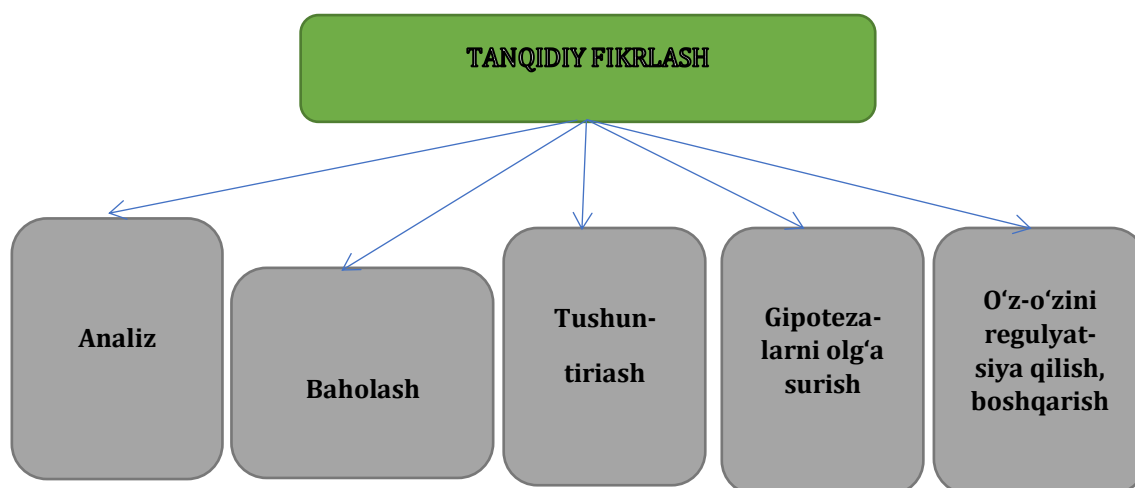 TANQIDIY FIKRLASH
Analiz
Baholash
Tushun-
tiriash
Gipoteza-
larni olg‘a
surish
O‘z-o‘zini
regulyat-
siya qilish,
boshqarish